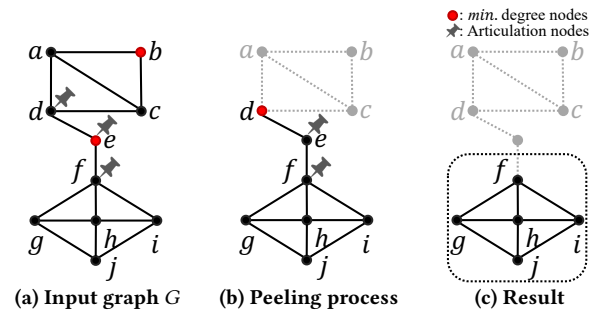 : min. degree nodes
: Articulation nodes
a b a b a b
d c d c d c
e e
f f f
g h i g h i g h i
j j j
(a) Input graph G (b) Peeling process (c) Result